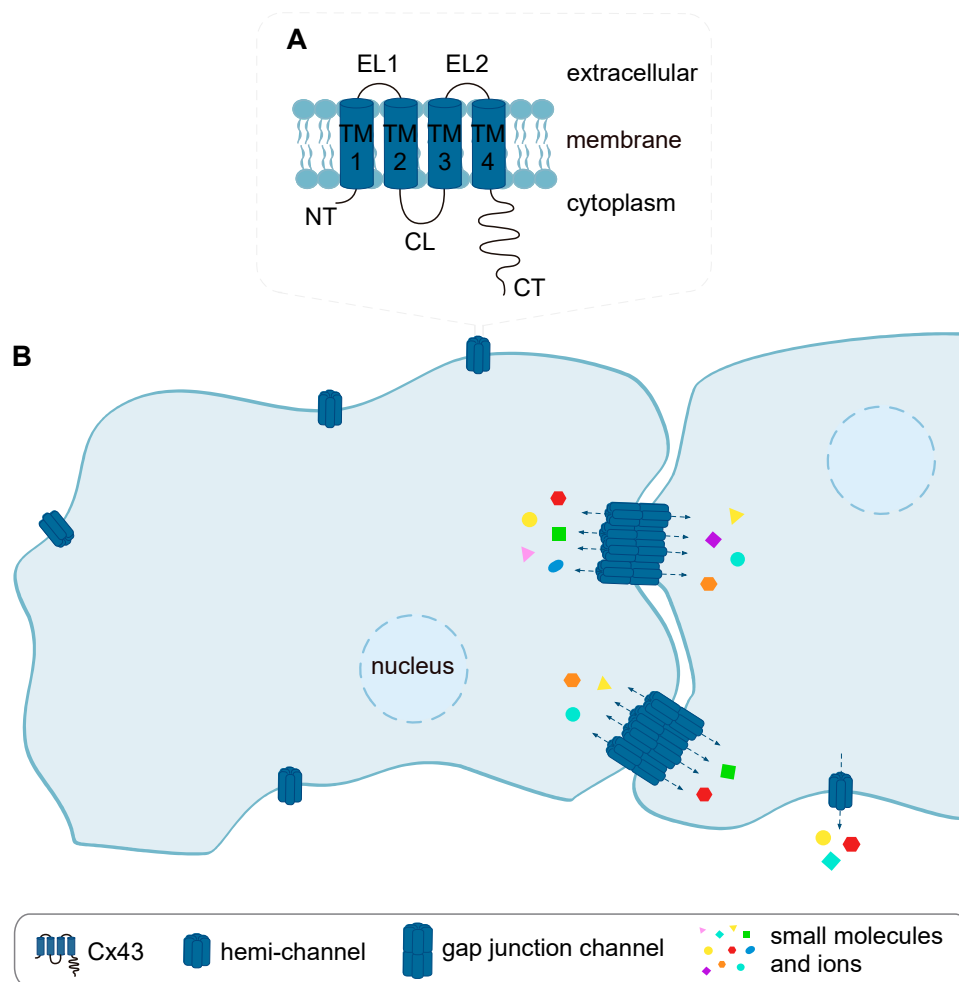 A
EL1
EL2
extracellular
TM
1
TM
2
TM
3
TM
4
membrane
NT
CL
cytoplasm
CT
B
nucleus
Cx43
hemi-channel
gap junction channel
small molecules
and ions